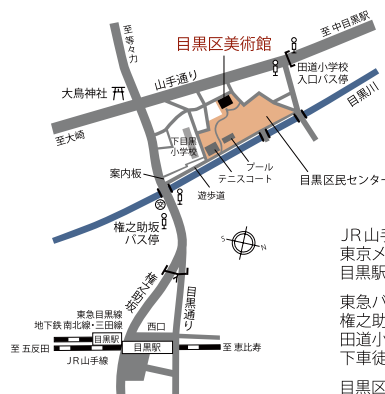 至中目黒
至等々力
目黒区美術館
田道小学校
入口バス停
山手通り
大鳥神社
目黒川
至大崎
下目黒
小学校
プール
テニスコート
案内板
目黒区民センター
遊歩道
権之助坂
バス停
S
N
JR山手
東京メ
目黒駅
権之助坂
目黒通り
東急バ
権之助
田道小
下車徒
東急目黒線
地下鉄 南北線・三田線
西口
目黒駅
至 五反田
目黒駅
至 恵比寿
JR山手線
目黒区